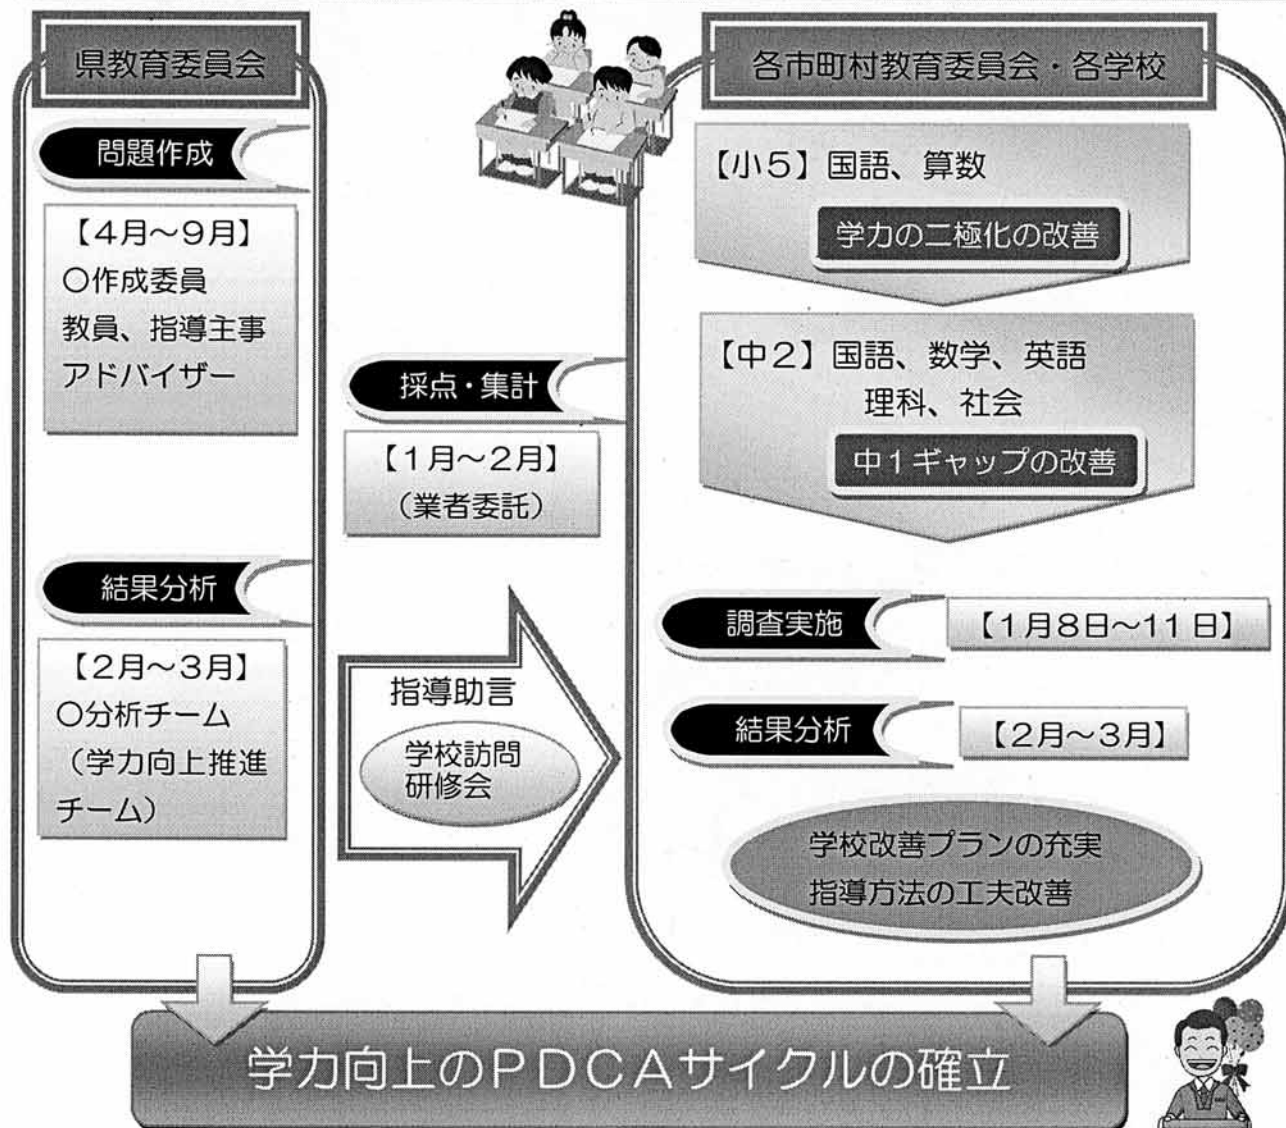 県教育委員会
問題作成
【4月～9月】
〇作成委員
教員、指導主事
アドバイザー
結果分析
【2月～3月】
〇分析チーム
（学力向上推進
チーム）
採点・集計
【1月～2月】
（業者委託）
指導助言
学校訪問
研修会
各市町村教育委員会・各学校
【小5】国語、算数
学力の二極化の改善
【中2】国語、数学、英語
理科、社会
中1ギャップの改善
調査実施
【1月8日～11日】
結果分析
【2月～3月】
学校改善プランの充実
指導方法の工夫改善
学力向上のPDCAサイクルの確立